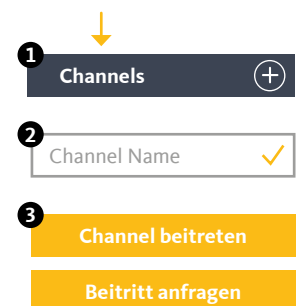 1
Channels
2
Channel Name
3
Channel beitreten
Beitritt anfragen